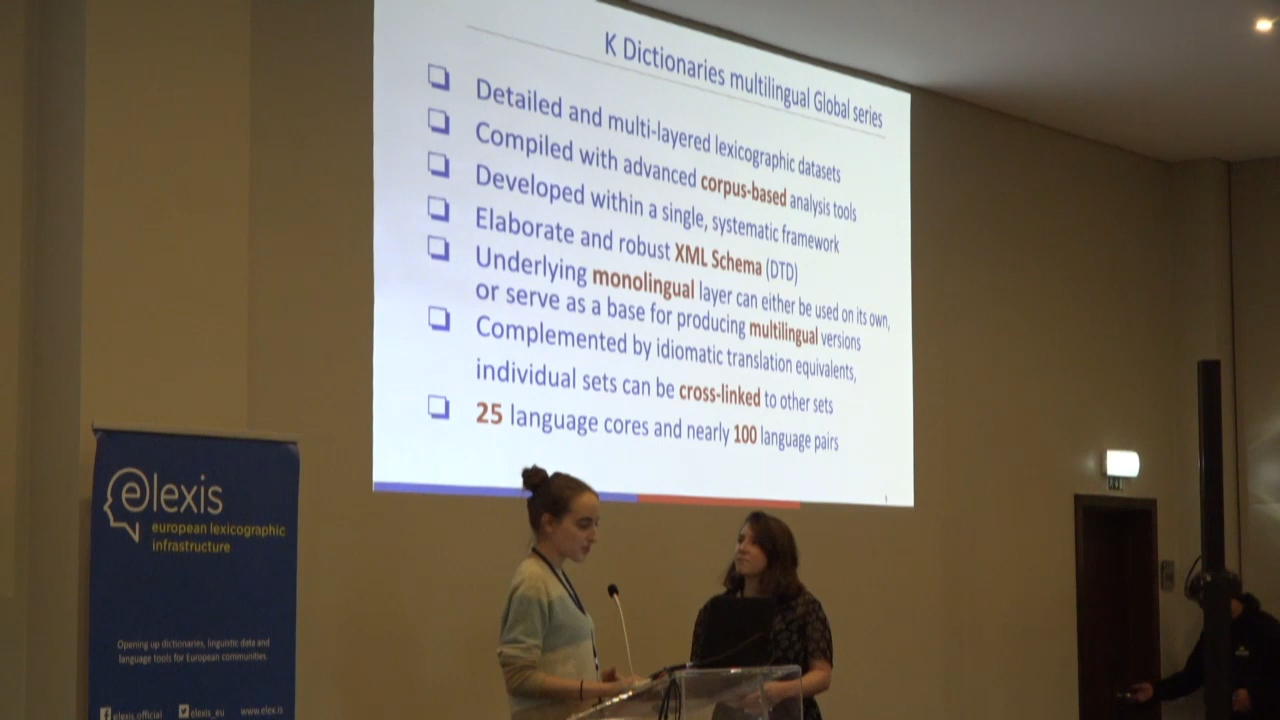 K Dictionaries multilingual Global series
Detailed and multi-layered lexicographic datasets
Compiled with advanced corpus-based analysis tools
Developed within a single, systematic framework
Elaborate and robust XML Schema (DTD)
Underlying monolingual layer can either be used on its own,
or serve as a base for producing multilingual versions
Complemented by idiomatic translation equivalents,
individual sets can be cross-linked to other sets
25 language cores and nearly 100 language pairs
elexis
european lexicographic
infrastructure
Opening up dictionaries, linguistic data and
language tools for European communities.
elexis.official elexis_eu www.elex.is